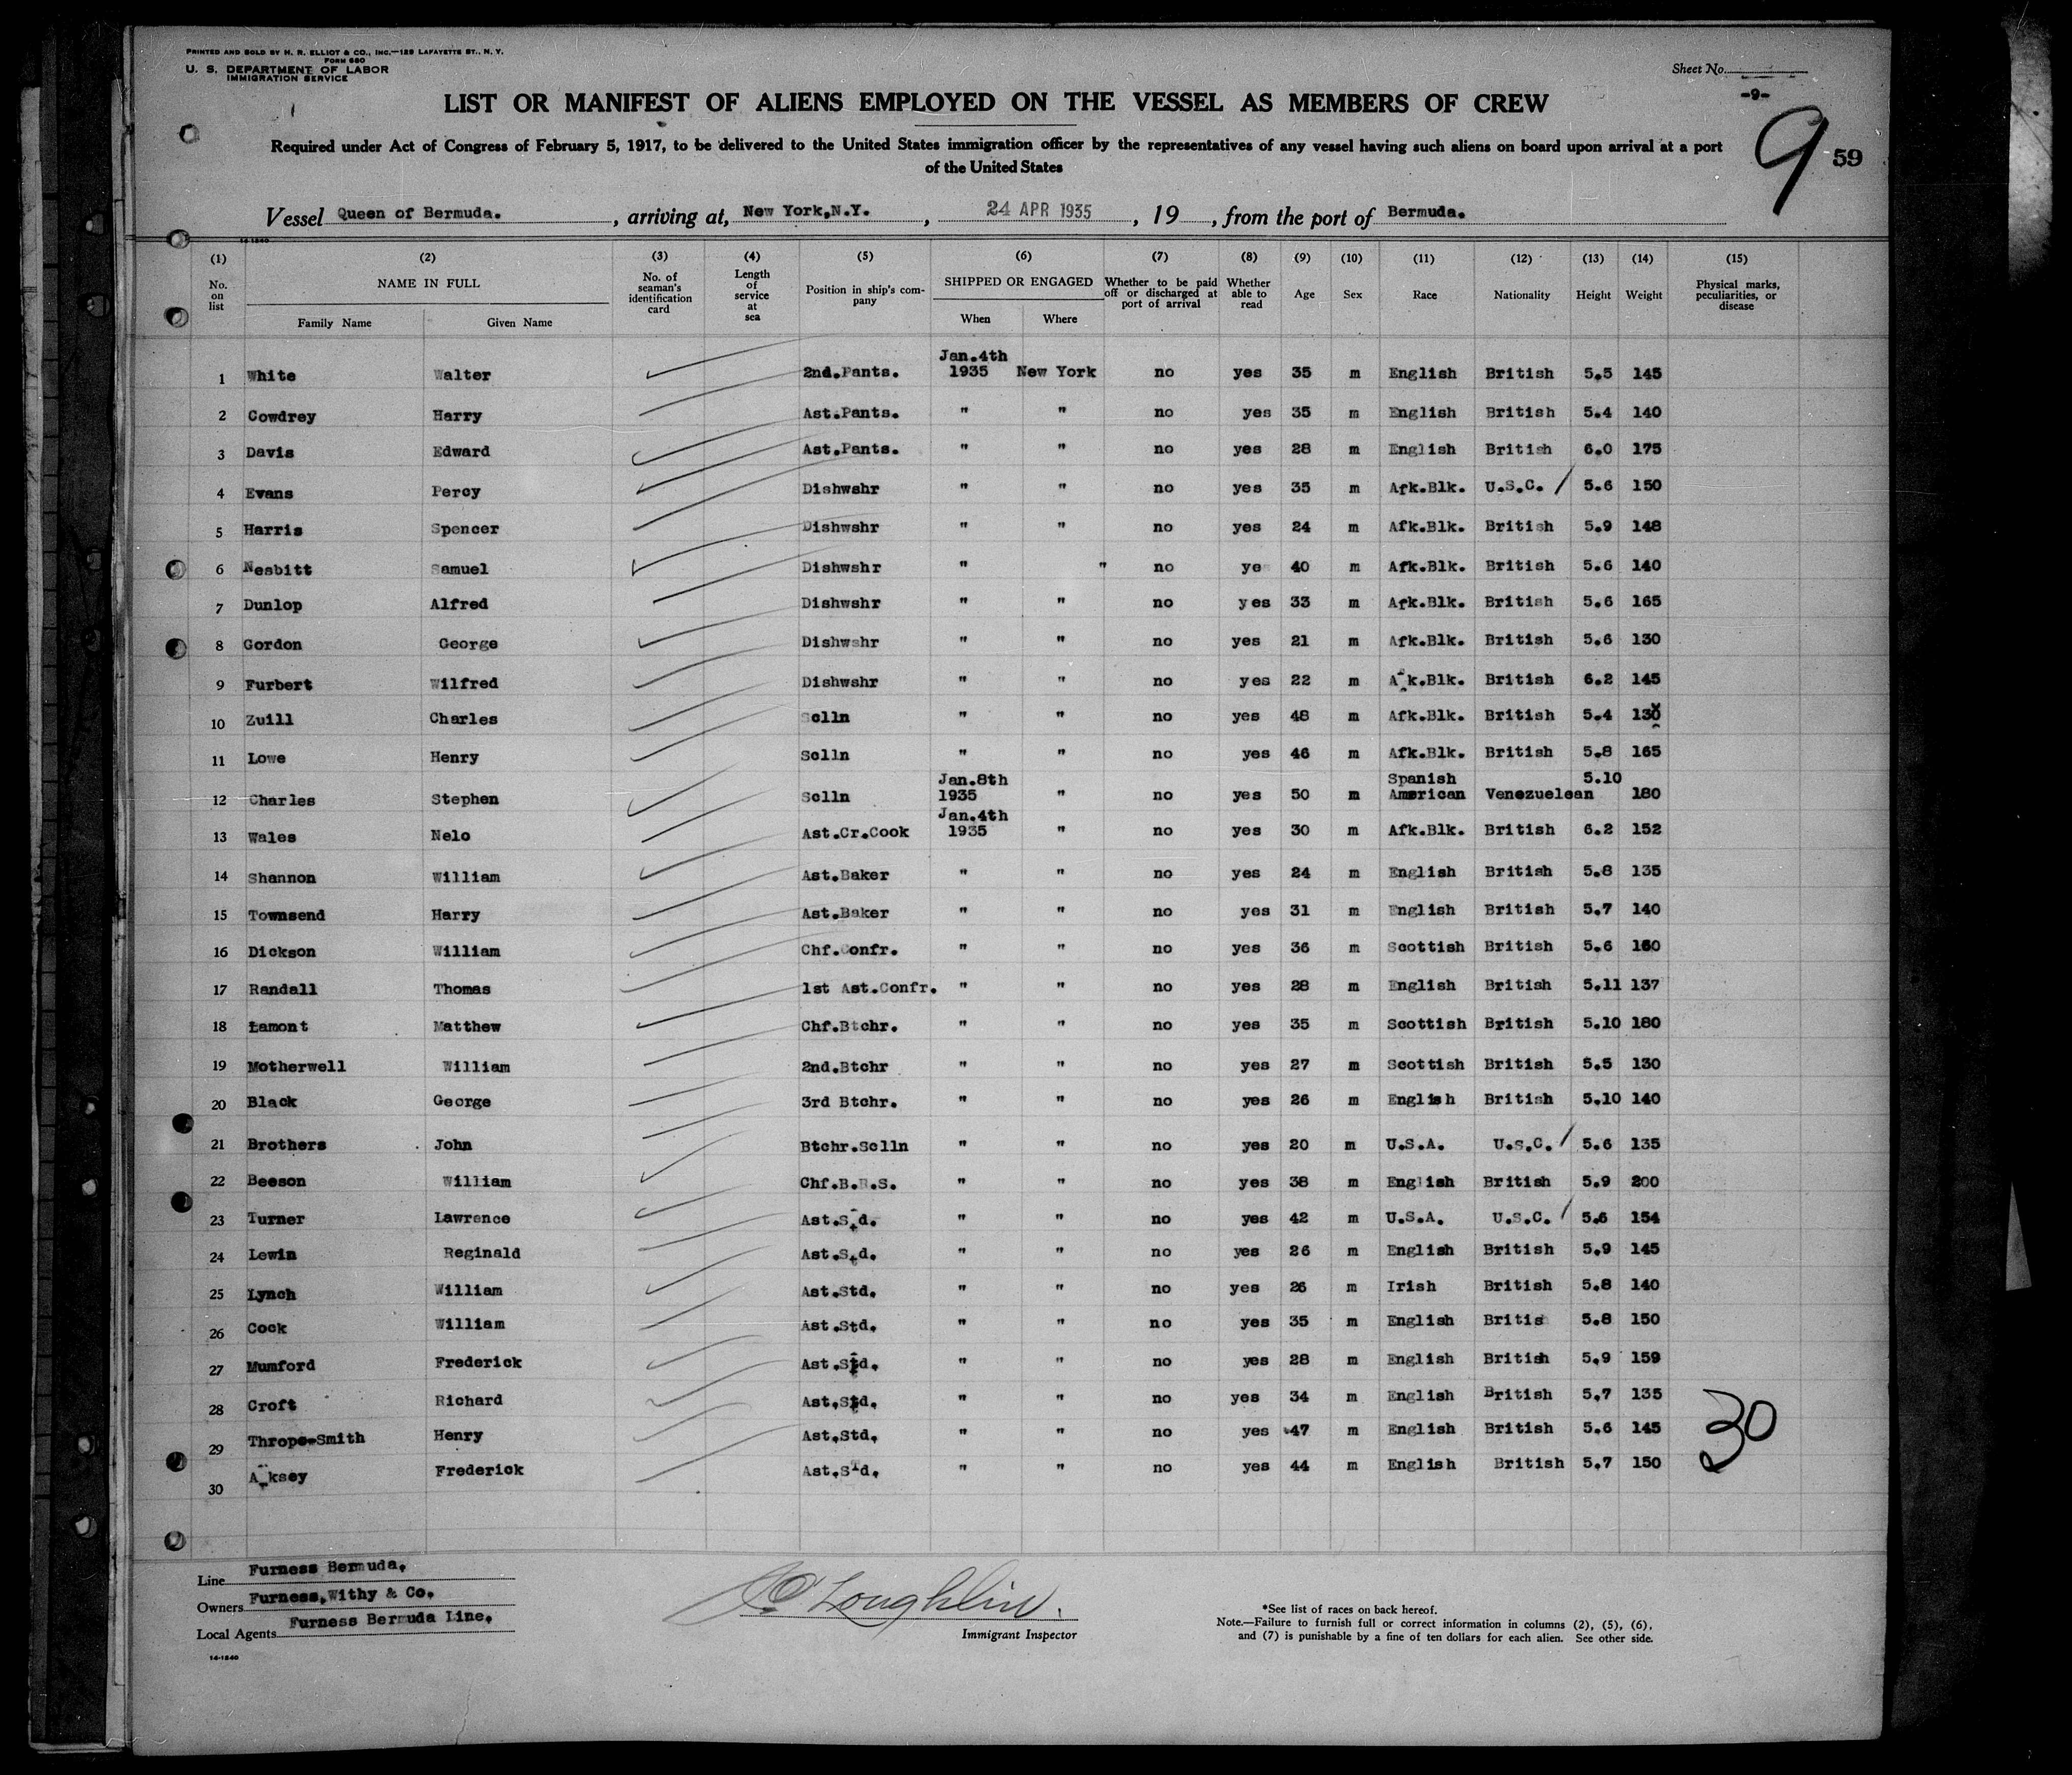 PRINTED AND SOLD BY H. R. ELLIOT & CO., INC.—129 LAFAYETTE ST., N. Y.
FORM 680
U. S. DEPARTMENT OF LABOR
IMMIGRATION SERVICE
Sheet No.
-9-
9 59
LIST OR MANIFEST OF ALIENS EMPLOYED ON THE VESSEL AS MEMBERS OF CREW
Required under Act of Congress of February 5, 1917, to be delivered to the United States immigration officer by the representatives of any vessel having such aliens on board upon arrival at a port
of the United States
Vessel Queen of Bermuda. , arriving at, New York,N.Y. , 24 APR 1935 , 19 , from the port of Bermuda.
14-1240
(1) No. on list (2) NAME IN FULL Family Name Given Name (3) No. of seaman's identification card (4) Length of service at sea (5) Position in ship's company (6) SHIPPED OR ENGAGED When Where (7) Whether to be paid off or discharged at port of arrival (8) Whether able to read (9) Age (10) Sex (11) Race (12) Nationality (13) Height (14) Weight (15) Physical marks, peculiarities, or disease
1 White Walter 2nd.Pants. Jan.4th 1935 New York no yes 35 m English British 5.5 145
2 Cowdrey Harry Ast.Pants. " " no yes 35 m English British 5.4 140
3 Davis Edward Ast.Pants. " " no yes 28 m English British 6.0 175
4 Evans Percy Dishwshr " " no yes 35 m Afk.Blk. U.S.C. / 5.6 150
5 Harris Spencer Dishwshr " " no yes 24 m Afk.Blk. British 5.9 148
6 Nesbitt Samuel Dishwshr " " no ye 40 m Afk.Blk. British 5.6 140
7 Dunlop Alfred Dishwshr " " no yes 33 m Afk.Blk. British 5.6 165
8 Gordon George Dishwshr " " no yes 21 m Afk.Blk. British 5.6 130
9 Furbert Wilfred Dishwshr " " no yes 22 m Afk.Blk. British 6.2 145
10 Zuill Charles Sclln " " no yes 48 m Afk.Blk. British 5.4 130
11 Lowe Henry Sclln " " no yes 46 m Afk.Blk. British 5.8 165
12 Charles Stephen Sclln Jan.8th 1935 " no yes 50 m Spanish American Venezuelean 5.10 180
13 Wales Nelo Ast.Cr.Cook Jan.4th 1935 " no yes 30 m Afk.Blk. British 6.2 152
14 Shannon William Ast.Baker " " no yes 24 m English British 5.8 135
15 Townsend Harry Ast.Baker " " no yes 31 m English British 5.7 140
16 Dickson William Chf.Confr. " " no yes 36 m Scottish British 5.6 160
17 Randall Thomas 1st Ast.Confr. " " no yes 28 m English British 5.11 137
18 Lamont Matthew Chf.Btchr. " " no yes 35 m Scottish British 5.10 180
19 Motherwell William 2nd.Btchr " " no yes 27 m Scottish British 5.5 130
20 Black George 3rd Btchr. " " no yes 26 m English British 5.10 140
21 Brothers John Btchr.Sclln " " no yes 20 m U.S.A. U.S.C. / 5.6 135
22 Beeson William Chf.B.R.S. " " no yes 38 m English British 5.9 200
23 Turner Lawrence Ast.Std. " " no yes 42 m U.S.A. U.S.C. / 5.6 154
24 Lewin Reginald Ast.Std. " " no yes 26 m English British 5.9 145
25 Lynch William Ast.Std. " " no yes 26 m Irish British 5.8 140
26 Cock William Ast.Std. " " no yes 35 m English Britis 5.8 150
27 Mumford Frederick Ast.Std. " " no yes 28 m English British 5.9 159
28 Croft Richard Ast.Std. " " no yes 34 m English British 5.7 135
29 Thrope-Smith Henry Ast.Std. " " no yes 47 m English British 5.6 145
30 Frederick Ast.STd. " " no yes 44 m English British 5.7 150
30
Line Furness Bermuda.
Owners Furness,Withy & Co.
Local Agents Furness Bermuda Line.
14-1240
O'Loughlin.
Immigrant Inspector
*See list of races on back hereof.
Note.—Failure to furnish full or correct information in columns (2), (5), (6),
and (7) is punishable by a fine of ten dollars for each alien. See other side.